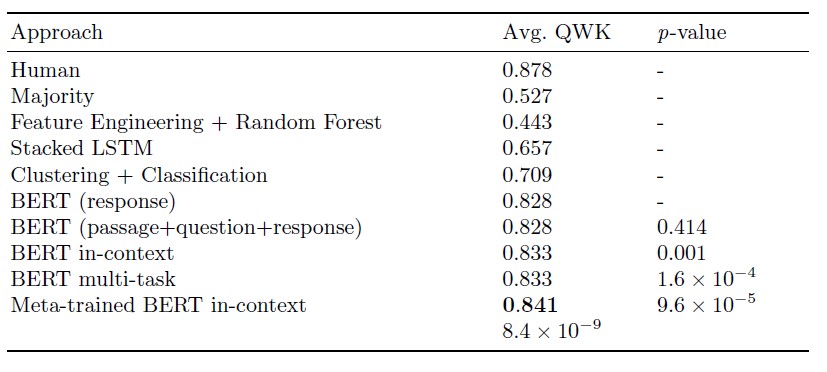 Approach Avg. QWK p-value
Human 0.878 -
Majority 0.527 -
Feature Engineering + Random Forest 0.443 -
Stacked LSTM 0.657 -
Clustering + Classification 0.709 -
BERT (response) 0.828 -
BERT (passage+question+response) 0.828 0.414
BERT in-context 0.833 0.001
BERT multi-task 0.833 1.6 × 10⁻⁴
Meta-trained BERT in-context 0.841 9.6 × 10⁻⁵
8.4 × 10⁻⁹